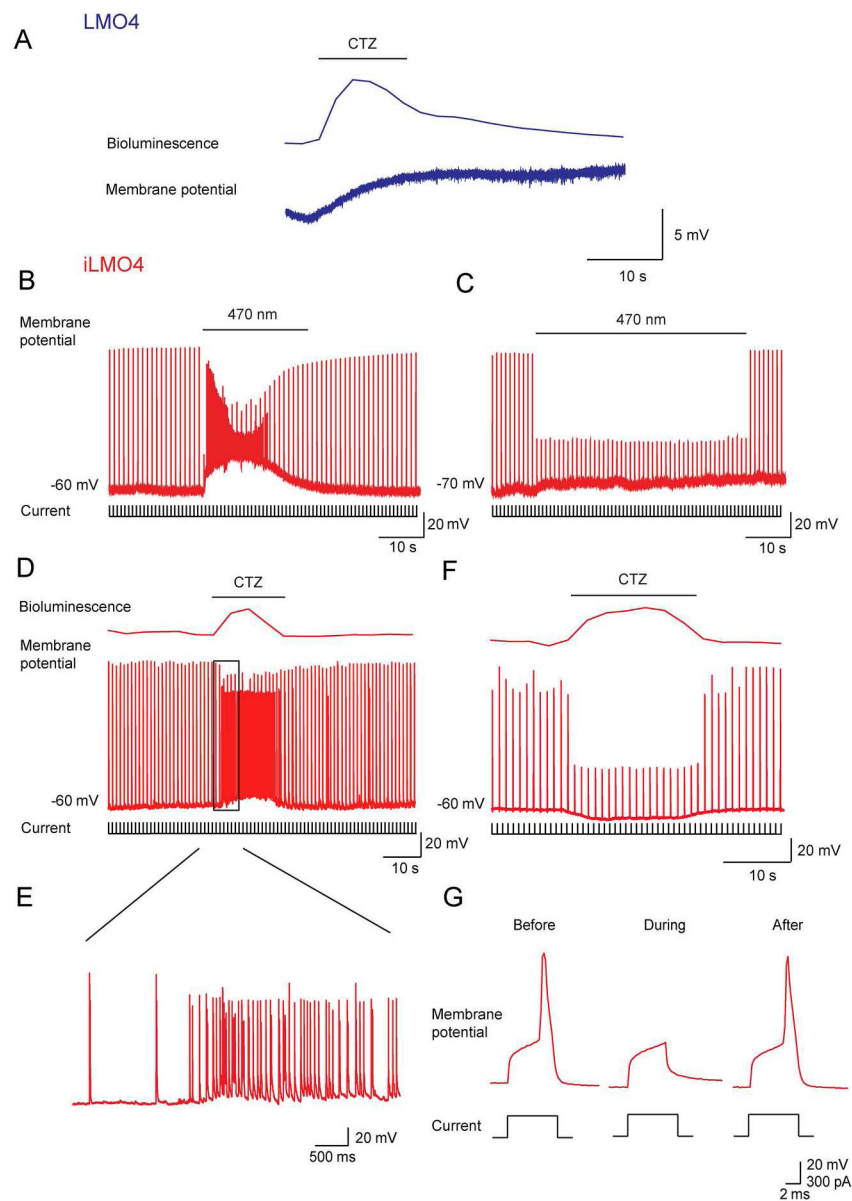 LMO4
A
CTZ
Bioluminescence
Membrane potential
5 mV
10 s
iLMO4
B
C
Membrane
potential
470 nm
470 nm
-60 mV
-70 mV
Current
20 mV
10 s
20 mV
10 s
D
F
CTZ
CTZ
Bioluminescence
Membrane
potential
-60 mV
-60 mV
Current
20 mV
10 s
20 mV
10 s
E
G
Before
During
After
Membrane
potential
Current
20 mV
500 ms
20 mV
300 pA
2 ms